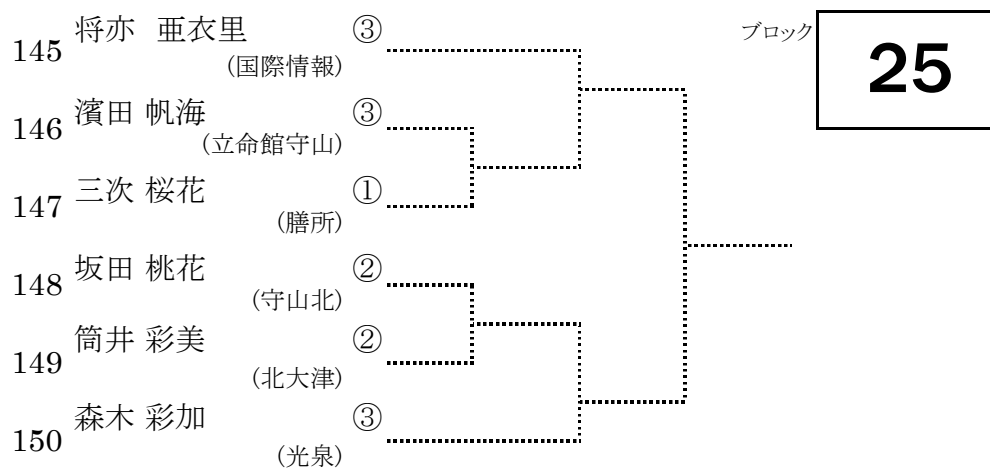 ブロック 25
145 将亦 亜衣里 ③
(国際情報)
146 濱田 帆海 ③
(立命館守山)
147 三次 桜花 ①
(膳所)
148 坂田 桃花 ②
(守山北)
149 筒井 彩美 ②
(北大津)
150 森木 彩加 ③
(光泉)